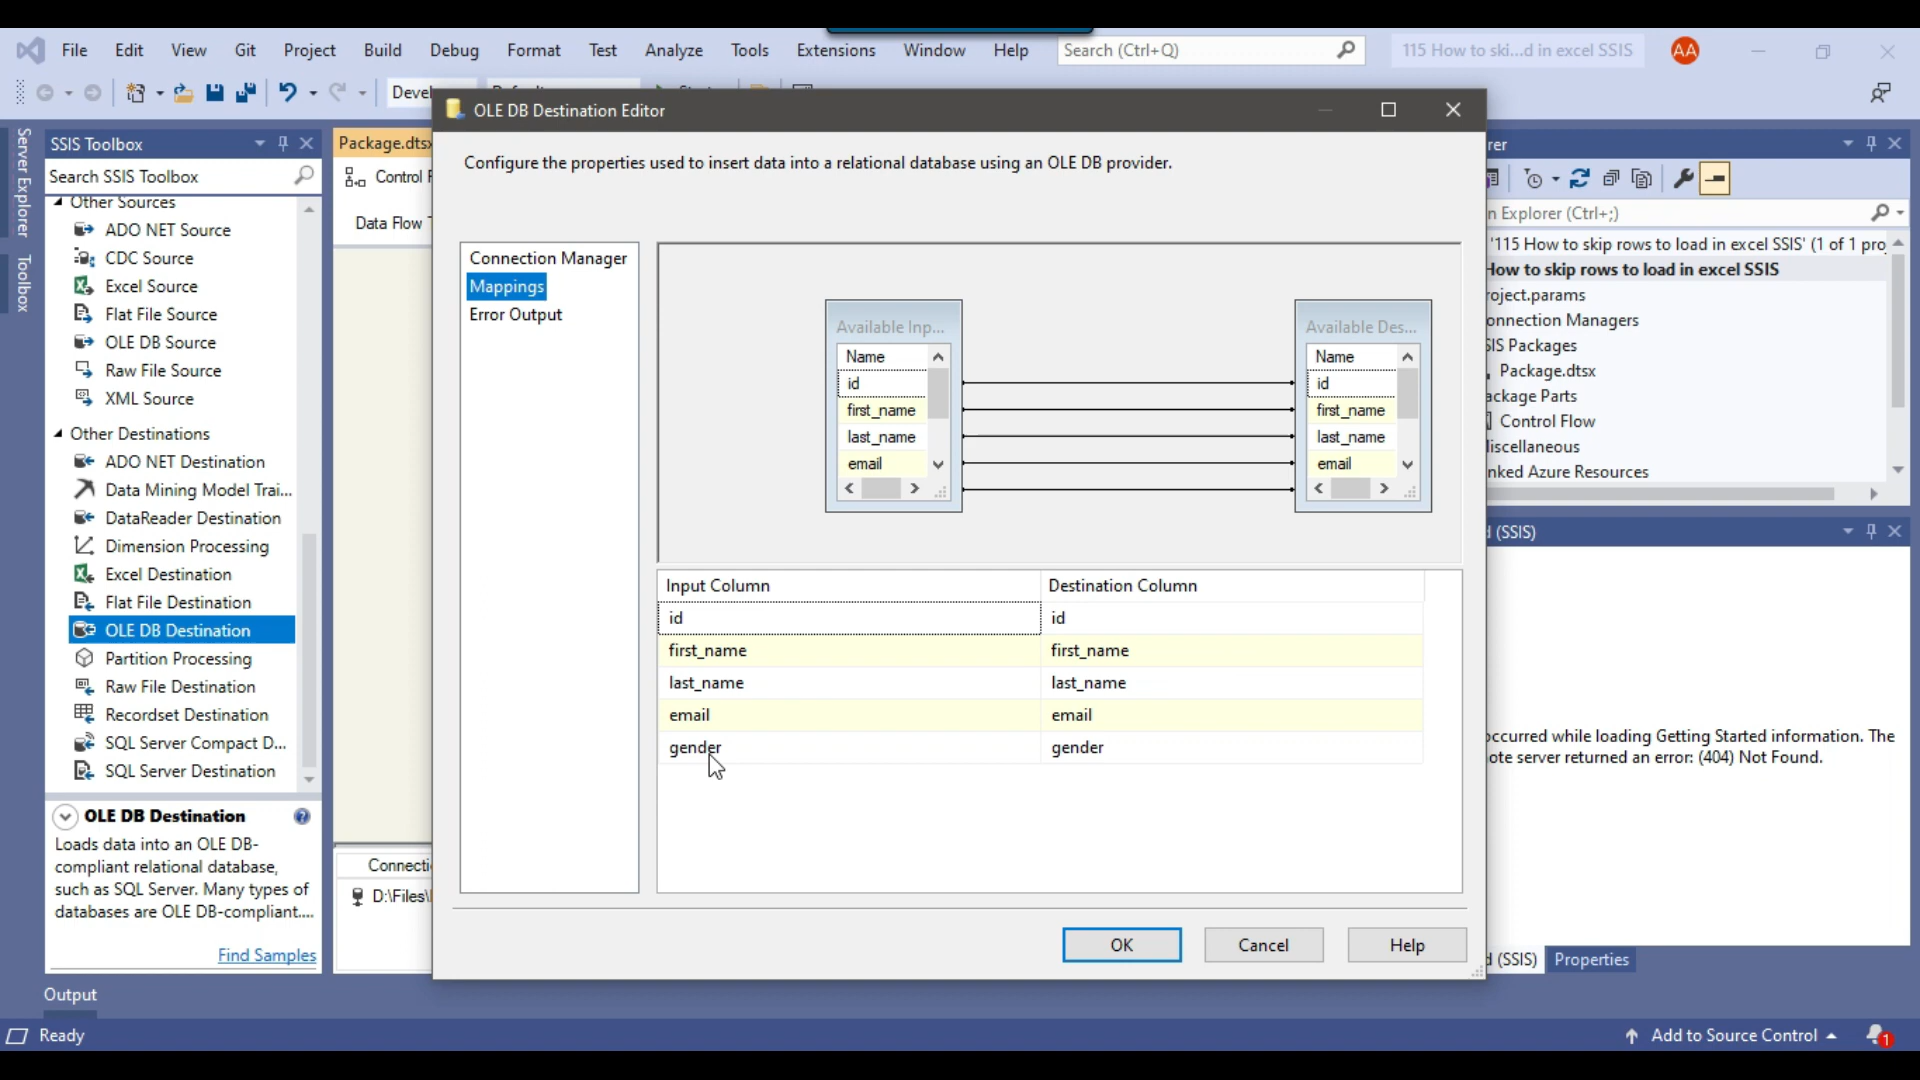 File Edit View Git Project Build Debug Format Test Analyze Tools Extensions Window Help Search (Ctrl+Q) 115 How to ski...d in excel SSIS AA
Devel
Server Explorer
Toolbox
SSIS Toolbox
Search SSIS Toolbox
Other Sources
ADO NET Source
CDC Source
Excel Source
Flat File Source
OLE DB Source
Raw File Source
XML Source
Other Destinations
ADO NET Destination
Data Mining Model Trai...
DataReader Destination
Dimension Processing
Excel Destination
Flat File Destination
OLE DB Destination
Partition Processing
Raw File Destination
Recordset Destination
SQL Server Compact D...
SQL Server Destination
OLE DB Destination
Loads data into an OLE DB-
compliant relational database,
such as SQL Server. Many types of
databases are OLE DB-compliant....
Find Samples
Package.dtsx
Control F
Data Flow T
Connecti
D:\Files\
OLE DB Destination Editor
Configure the properties used to insert data into a relational database using an OLE DB provider.
Connection Manager
Mappings
Error Output
Available Inp...
Name
id
first_name
last_name
email
Available Des...
Name
id
first_name
last_name
email
Input Column Destination Column
id id
first_name first_name
last_name last_name
email email
gender gender
OK Cancel Help
rer
n Explorer (Ctrl+;)
'115 How to skip rows to load in excel SSIS' (1 of 1 proj
How to skip rows to load in excel SSIS
roject.params
onnection Managers
SIS Packages
Package.dtsx
ackage Parts
Control Flow
liscellaneous
nked Azure Resources
d (SSIS)
occurred while loading Getting Started information. The
ote server returned an error: (404) Not Found.
d (SSIS) Properties
Output
Ready
Add to Source Control
1